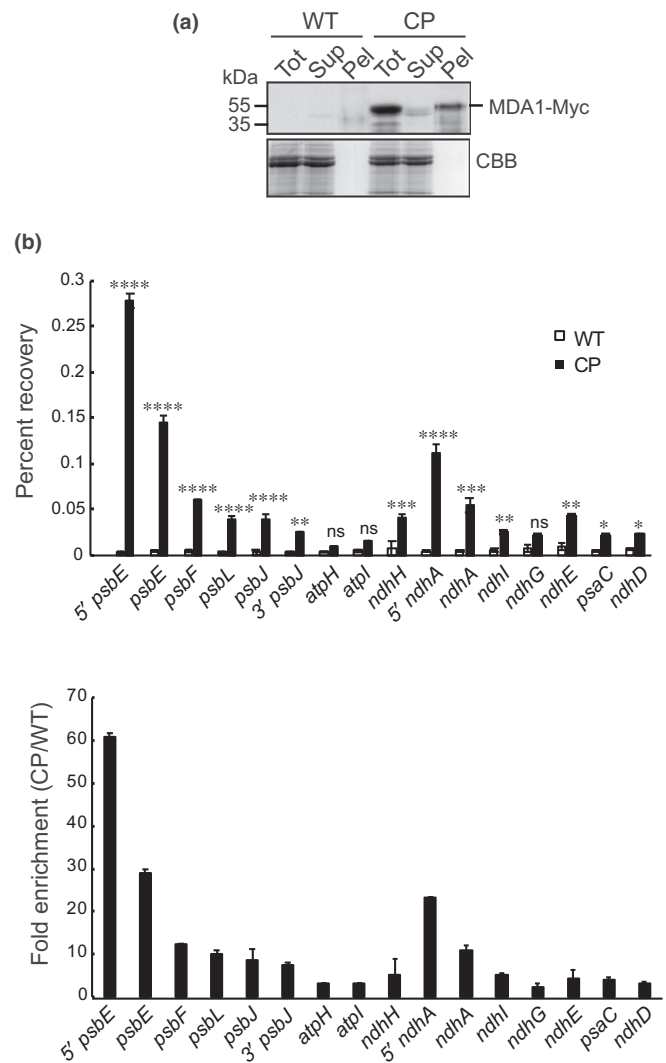 (a)
WT CP
Tot Sup Pel Tot Sup Pel
kDa
55
35
MDA1-Myc
CBB
(b)
Percent recovery
0.3
0.25
0.2
0.15
0.1
0.05
0
**** **** **** **** **** ** ns ns *** **** *** ** ns ** * *
WT
CP
5′ psbE psbE psbF psbL psbJ 3′ psbJ atpH atpI ndhH 5′ ndhA ndhA ndhI ndhG ndhE psaC ndhD
Fold enrichment (CP/WT)
70
60
50
40
30
20
10
0
5′ psbE psbE psbF psbL psbJ 3′ psbJ atpH atpI ndhH 5′ ndhA ndhA ndhI ndhG ndhE psaC ndhD